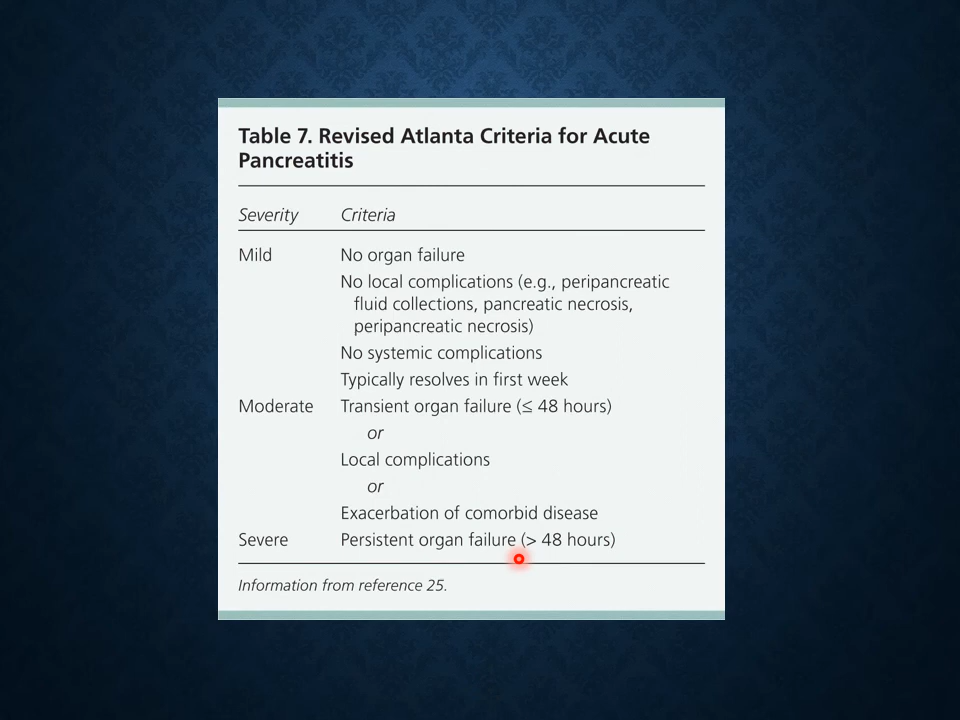 Table 7. Revised Atlanta Criteria for Acute
Pancreatitis
Severity Criteria
Mild No organ failure
No local complications (e.g., peripancreatic
fluid collections, pancreatic necrosis,
peripancreatic necrosis)
No systemic complications
Typically resolves in first week
Moderate Transient organ failure (≤ 48 hours)
or
Local complications
or
Exacerbation of comorbid disease
Severe Persistent organ failure (> 48 hours)
Information from reference 25.